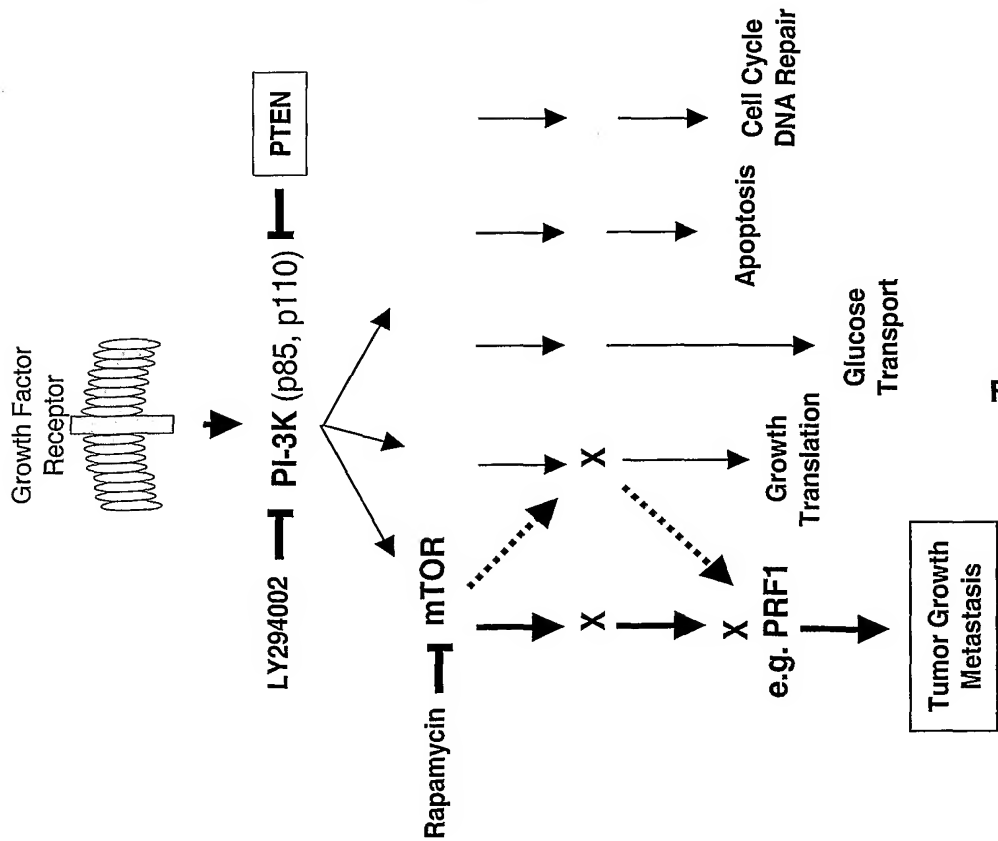 Growth Factor
Receptor
LY294002
PI-3K (p85, p110)
PTEN
Rapamycin
mTOR
X
X
X
e.g. PRF1
Growth
Translation
Glucose
Transport
Apoptosis
Cell Cycle
DNA Repair
Tumor Growth
Metastasis